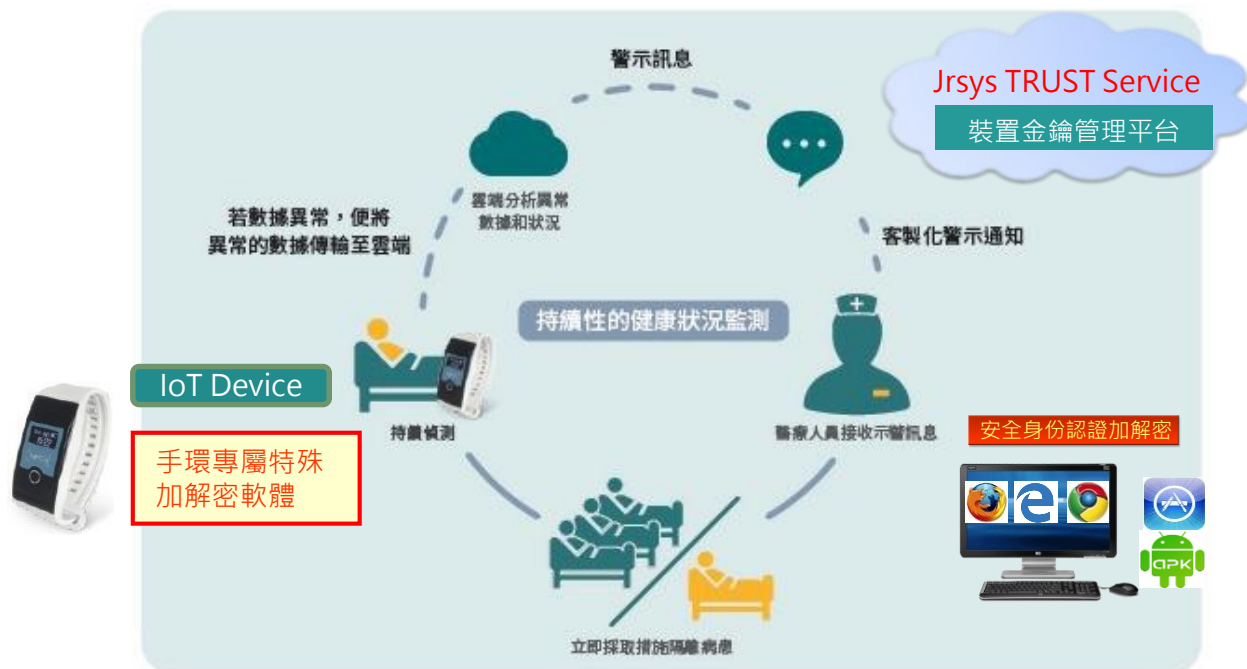 警示訊息
Jrsys TRUST Service
裝置金鑰管理平台
雲端分析異常
數據和狀況
若數據異常，便將
異常的數據傳輸至雲端
客製化警示通知
持續性的健康狀況監測
IoT Device
持續偵測
醫療人員接收示警訊息
安全身份認證加解密
手環專屬特殊
加解密軟體
立即採取措施隔離病患